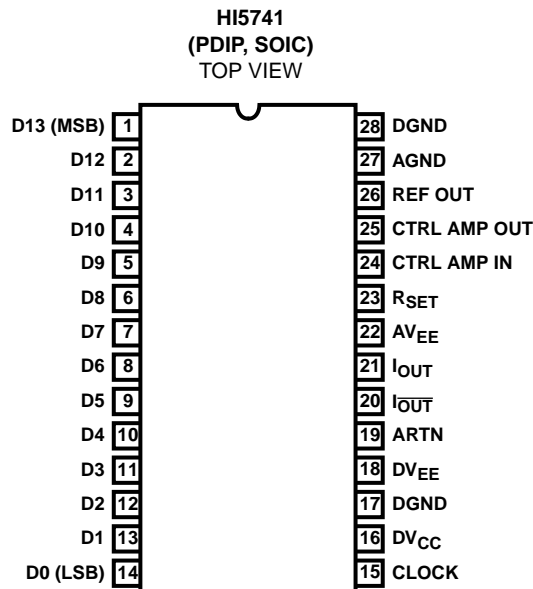 HI5741
(PDIP, SOIC)
TOP VIEW
D13 (MSB) 1 28 DGND
D12 2 27 AGND
D11 3 26 REF OUT
D10 4 25 CTRL AMP OUT
D9 5 24 CTRL AMP IN
D8 6 23 RSET
D7 7 22 AVEE
D6 8 21 IOUT
D5 9 20 I̅O̅U̅T̅
D4 10 19 ARTN
D3 11 18 DVEE
D2 12 17 DGND
D1 13 16 DVCC
D0 (LSB) 14 15 CLOCK